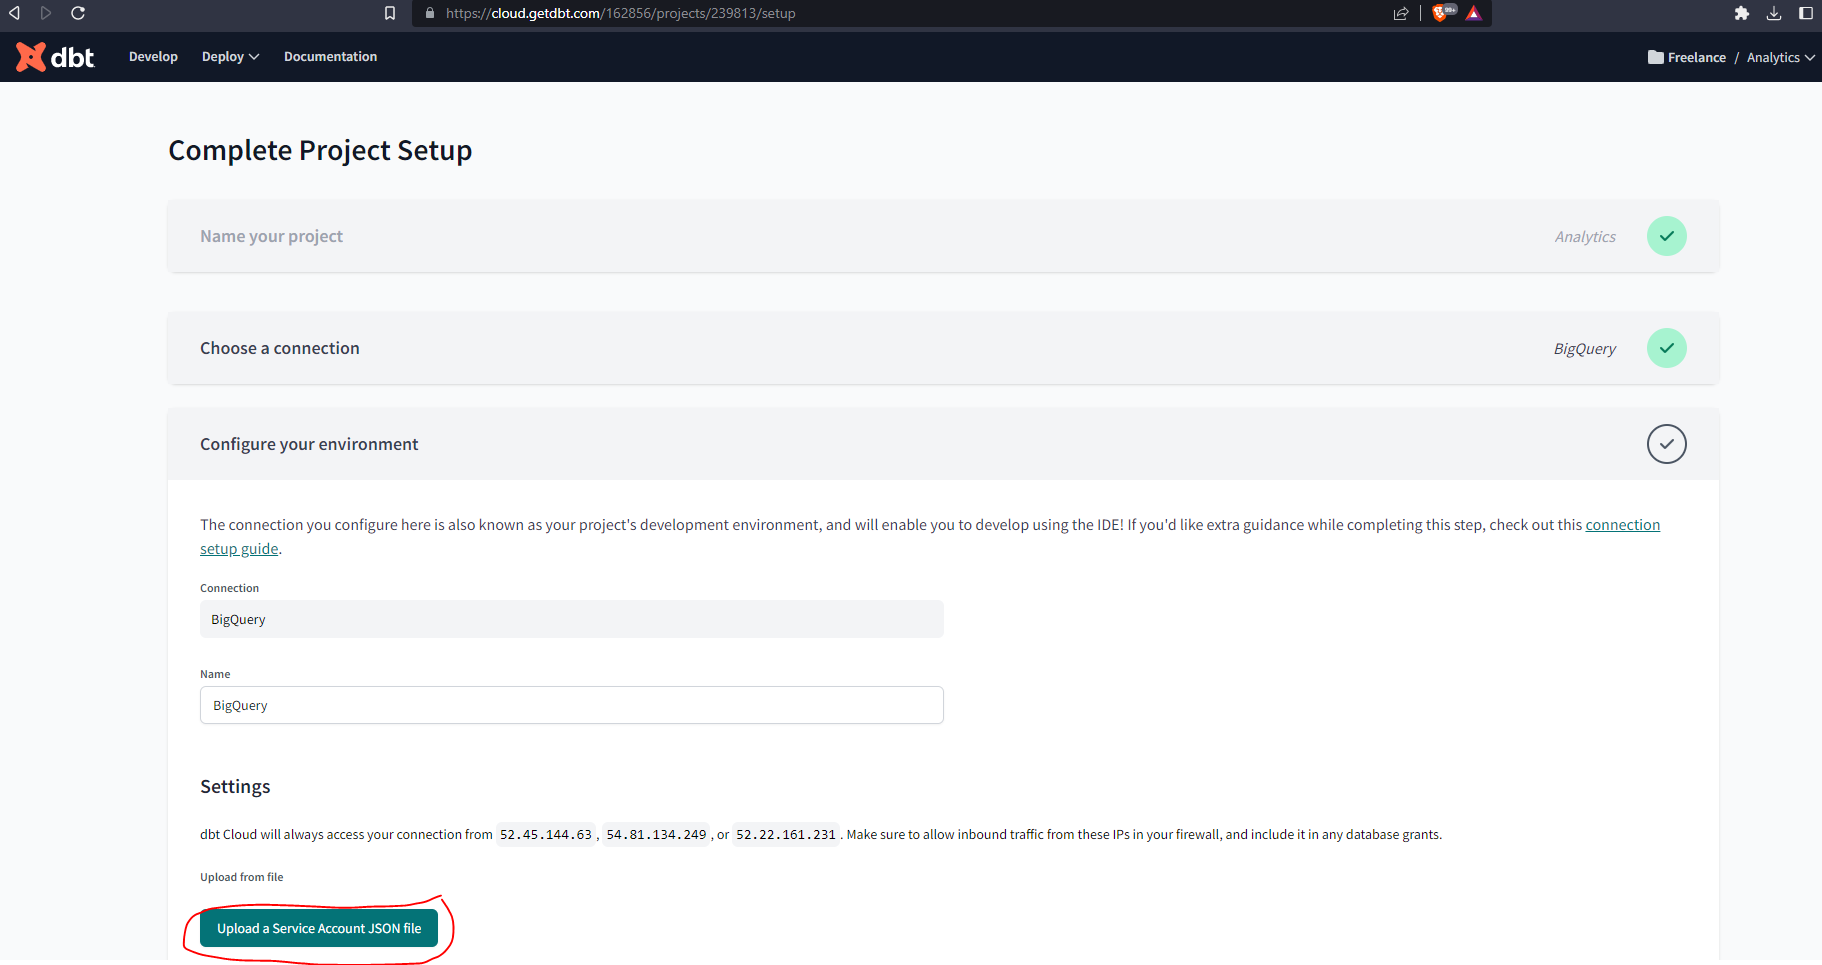 https://cloud.getdbt.com/162856/projects/239813/setup
99+
dbt Develop Deploy Documentation Freelance / Analytics
Complete Project Setup
Name your project Analytics
Choose a connection BigQuery
Configure your environment
The connection you configure here is also known as your project's development environment, and will enable you to develop using the IDE! If you'd like extra guidance while completing this step, check out this connection
setup guide.
Connection
BigQuery
Name
BigQuery
Settings
dbt Cloud will always access your connection from 52.45.144.63, 54.81.134.249, or 52.22.161.231. Make sure to allow inbound traffic from these IPs in your firewall, and include it in any database grants.
Upload from file
Upload a Service Account JSON file